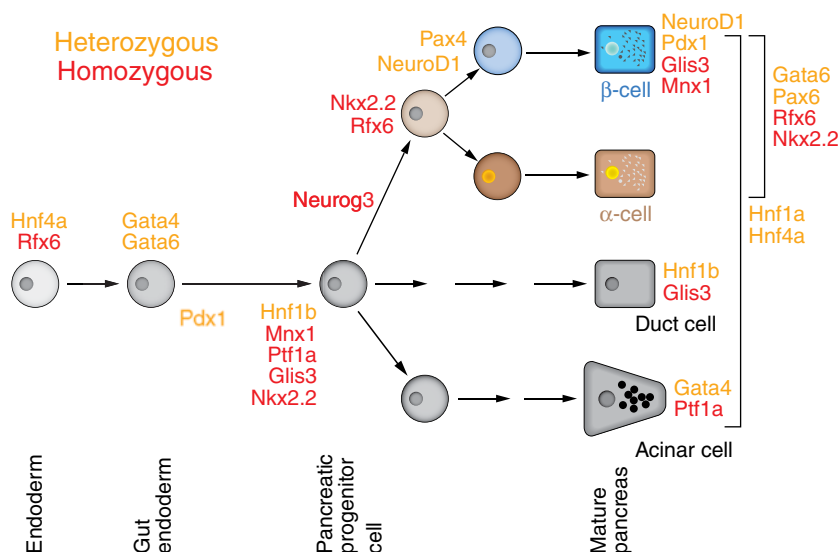 Heterozygous
Homozygous
Pax4
NeuroD1
NeuroD1
Pdx1
Glis3
Mnx1
β-cell
Gata6
Pax6
Rfx6
Nkx2.2
Nkx2.2
Rfx6
Neurog3
α-cell
Hnf1a
Hnf4a
Hnf4a
Rfx6
Gata4
Gata6
Pdx1
Hnf1b
Mnx1
Ptf1a
Glis3
Nkx2.2
Hnf1b
Glis3
Duct cell
Gata4
Ptf1a
Acinar cell
Endoderm
Gut
endoderm
Pancreatic
progenitor
cell
Mature
pancreas